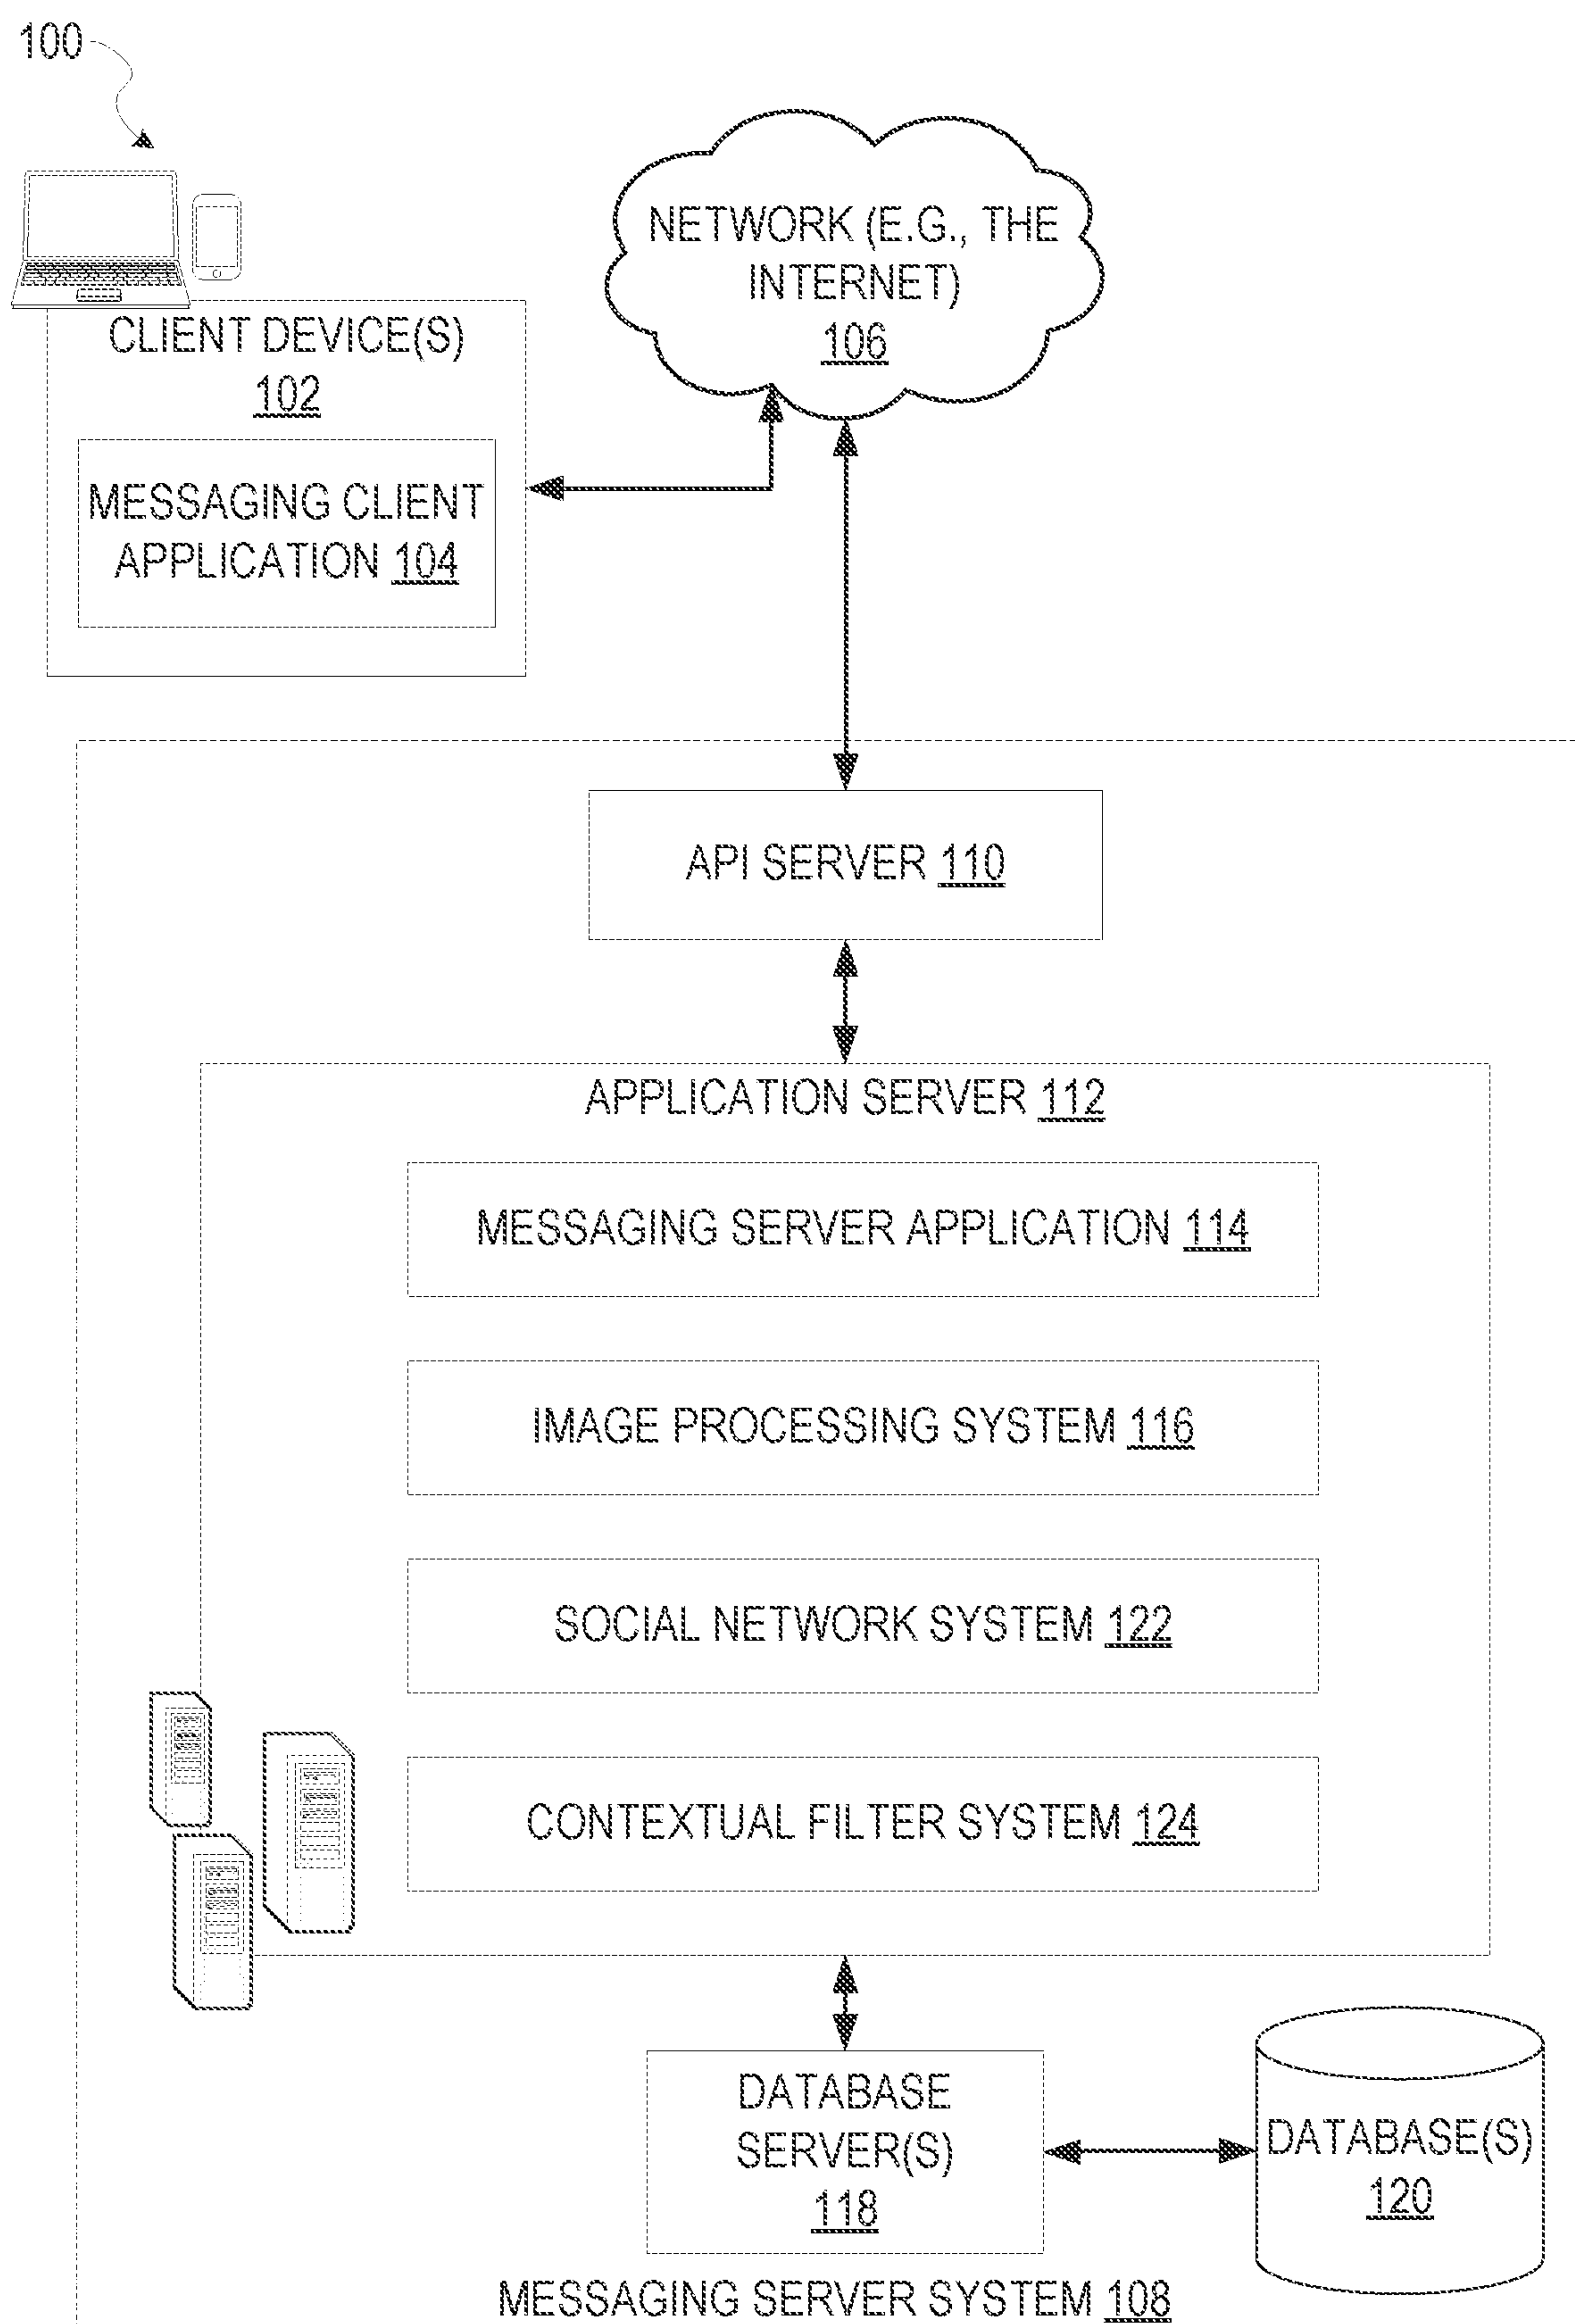 100
NETWORK (E.G., THE
INTERNET)
106
CLIENT DEVICE(S)
102
MESSAGING CLIENT
APPLICATION 104
API SERVER 110
APPLICATION SERVER 112
MESSAGING SERVER APPLICATION 114
IMAGE PROCESSING SYSTEM 116
SOCIAL NETWORK SYSTEM 122
CONTEXTUAL FILTER SYSTEM 124
DATABASE
SERVER(S)
118
DATABASE(S)
120
MESSAGING SERVER SYSTEM 108